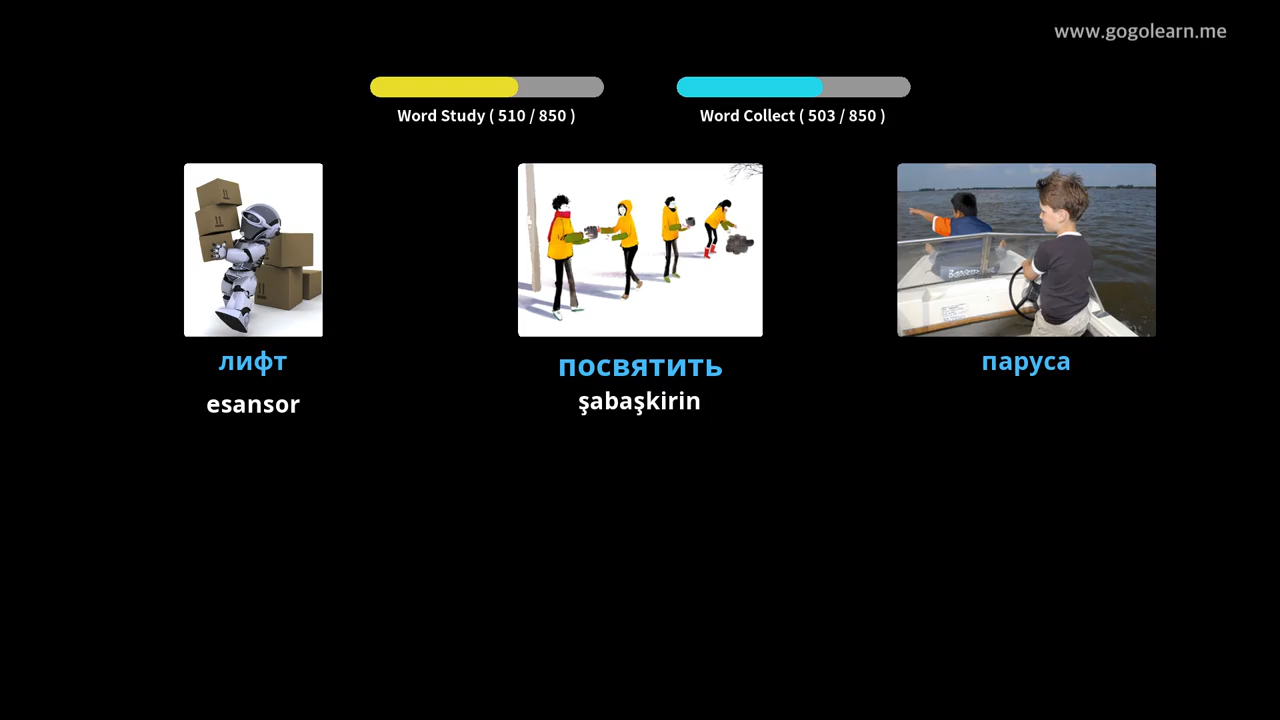 www.gogolearn.me
Word Study ( 510 / 850 )
Word Collect ( 503 / 850 )
лифт
esansor
посвятить
şabaşkirin
паруса